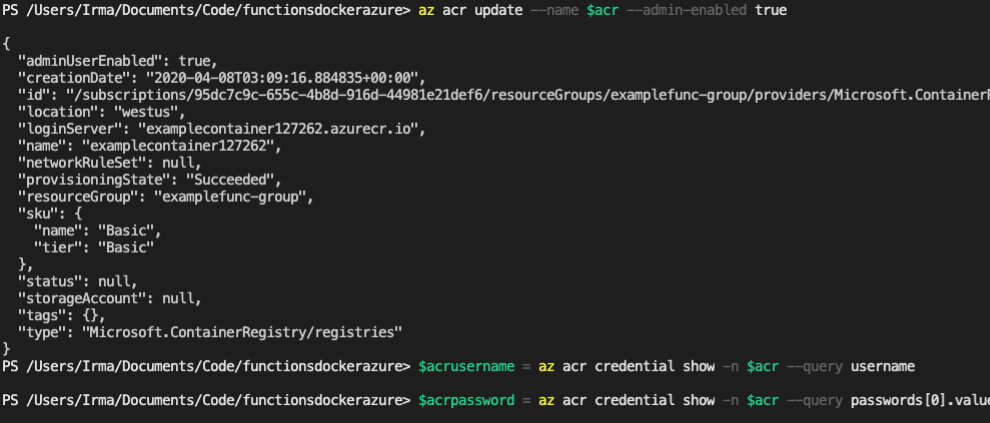 PS /Users/Irma/Documents/Code/functionsdockerazure> az acr update --name $acr --admin-enabled true
{
  "adminUserEnabled": true,
  "creationDate": "2020-04-08T03:09:16.884835+00:00",
  "id": "/subscriptions/95dc7c9c-655c-4b8d-916d-44981e21def6/resourceGroups/examplefunc-group/providers/Microsoft.ContainerR
  "location": "westus",
  "loginServer": "examplecontainer127262.azurecr.io",
  "name": "examplecontainer127262",
  "networkRuleSet": null,
  "provisioningState": "Succeeded",
  "resourceGroup": "examplefunc-group",
  "sku": {
    "name": "Basic",
    "tier": "Basic"
  },
  "status": null,
  "storageAccount": null,
  "tags": {},
  "type": "Microsoft.ContainerRegistry/registries"
}
PS /Users/Irma/Documents/Code/functionsdockerazure> $acrusername = az acr credential show -n $acr --query username
PS /Users/Irma/Documents/Code/functionsdockerazure> $acrpassword = az acr credential show -n $acr --query passwords[0].value